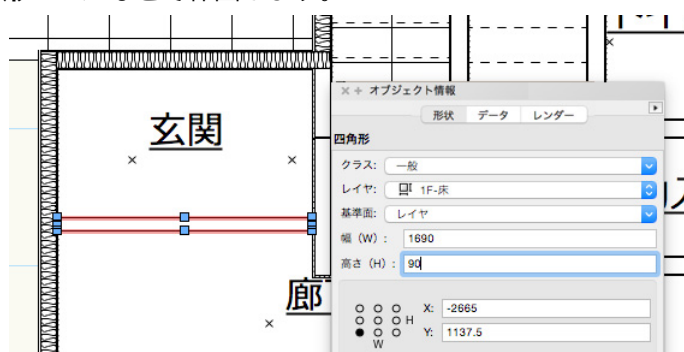 玄関
廊
オブジェクト情報
形状 データ レンダー
四角形
クラス: 一般
レイヤ: 1F-床
基準面: レイヤ
幅 (W) : 1690
高さ (H) : 90
X: -2665
H
Y: 1137.5
W